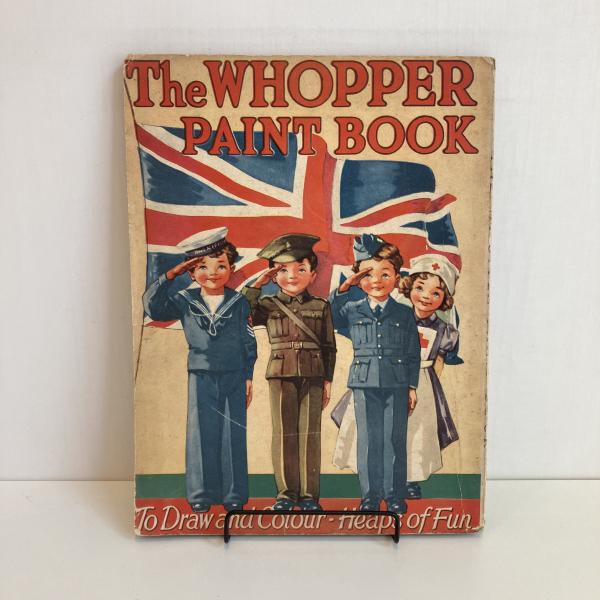 The WHOPPER
PAINT BOOK
To Draw and Colour - Heaps of Fun